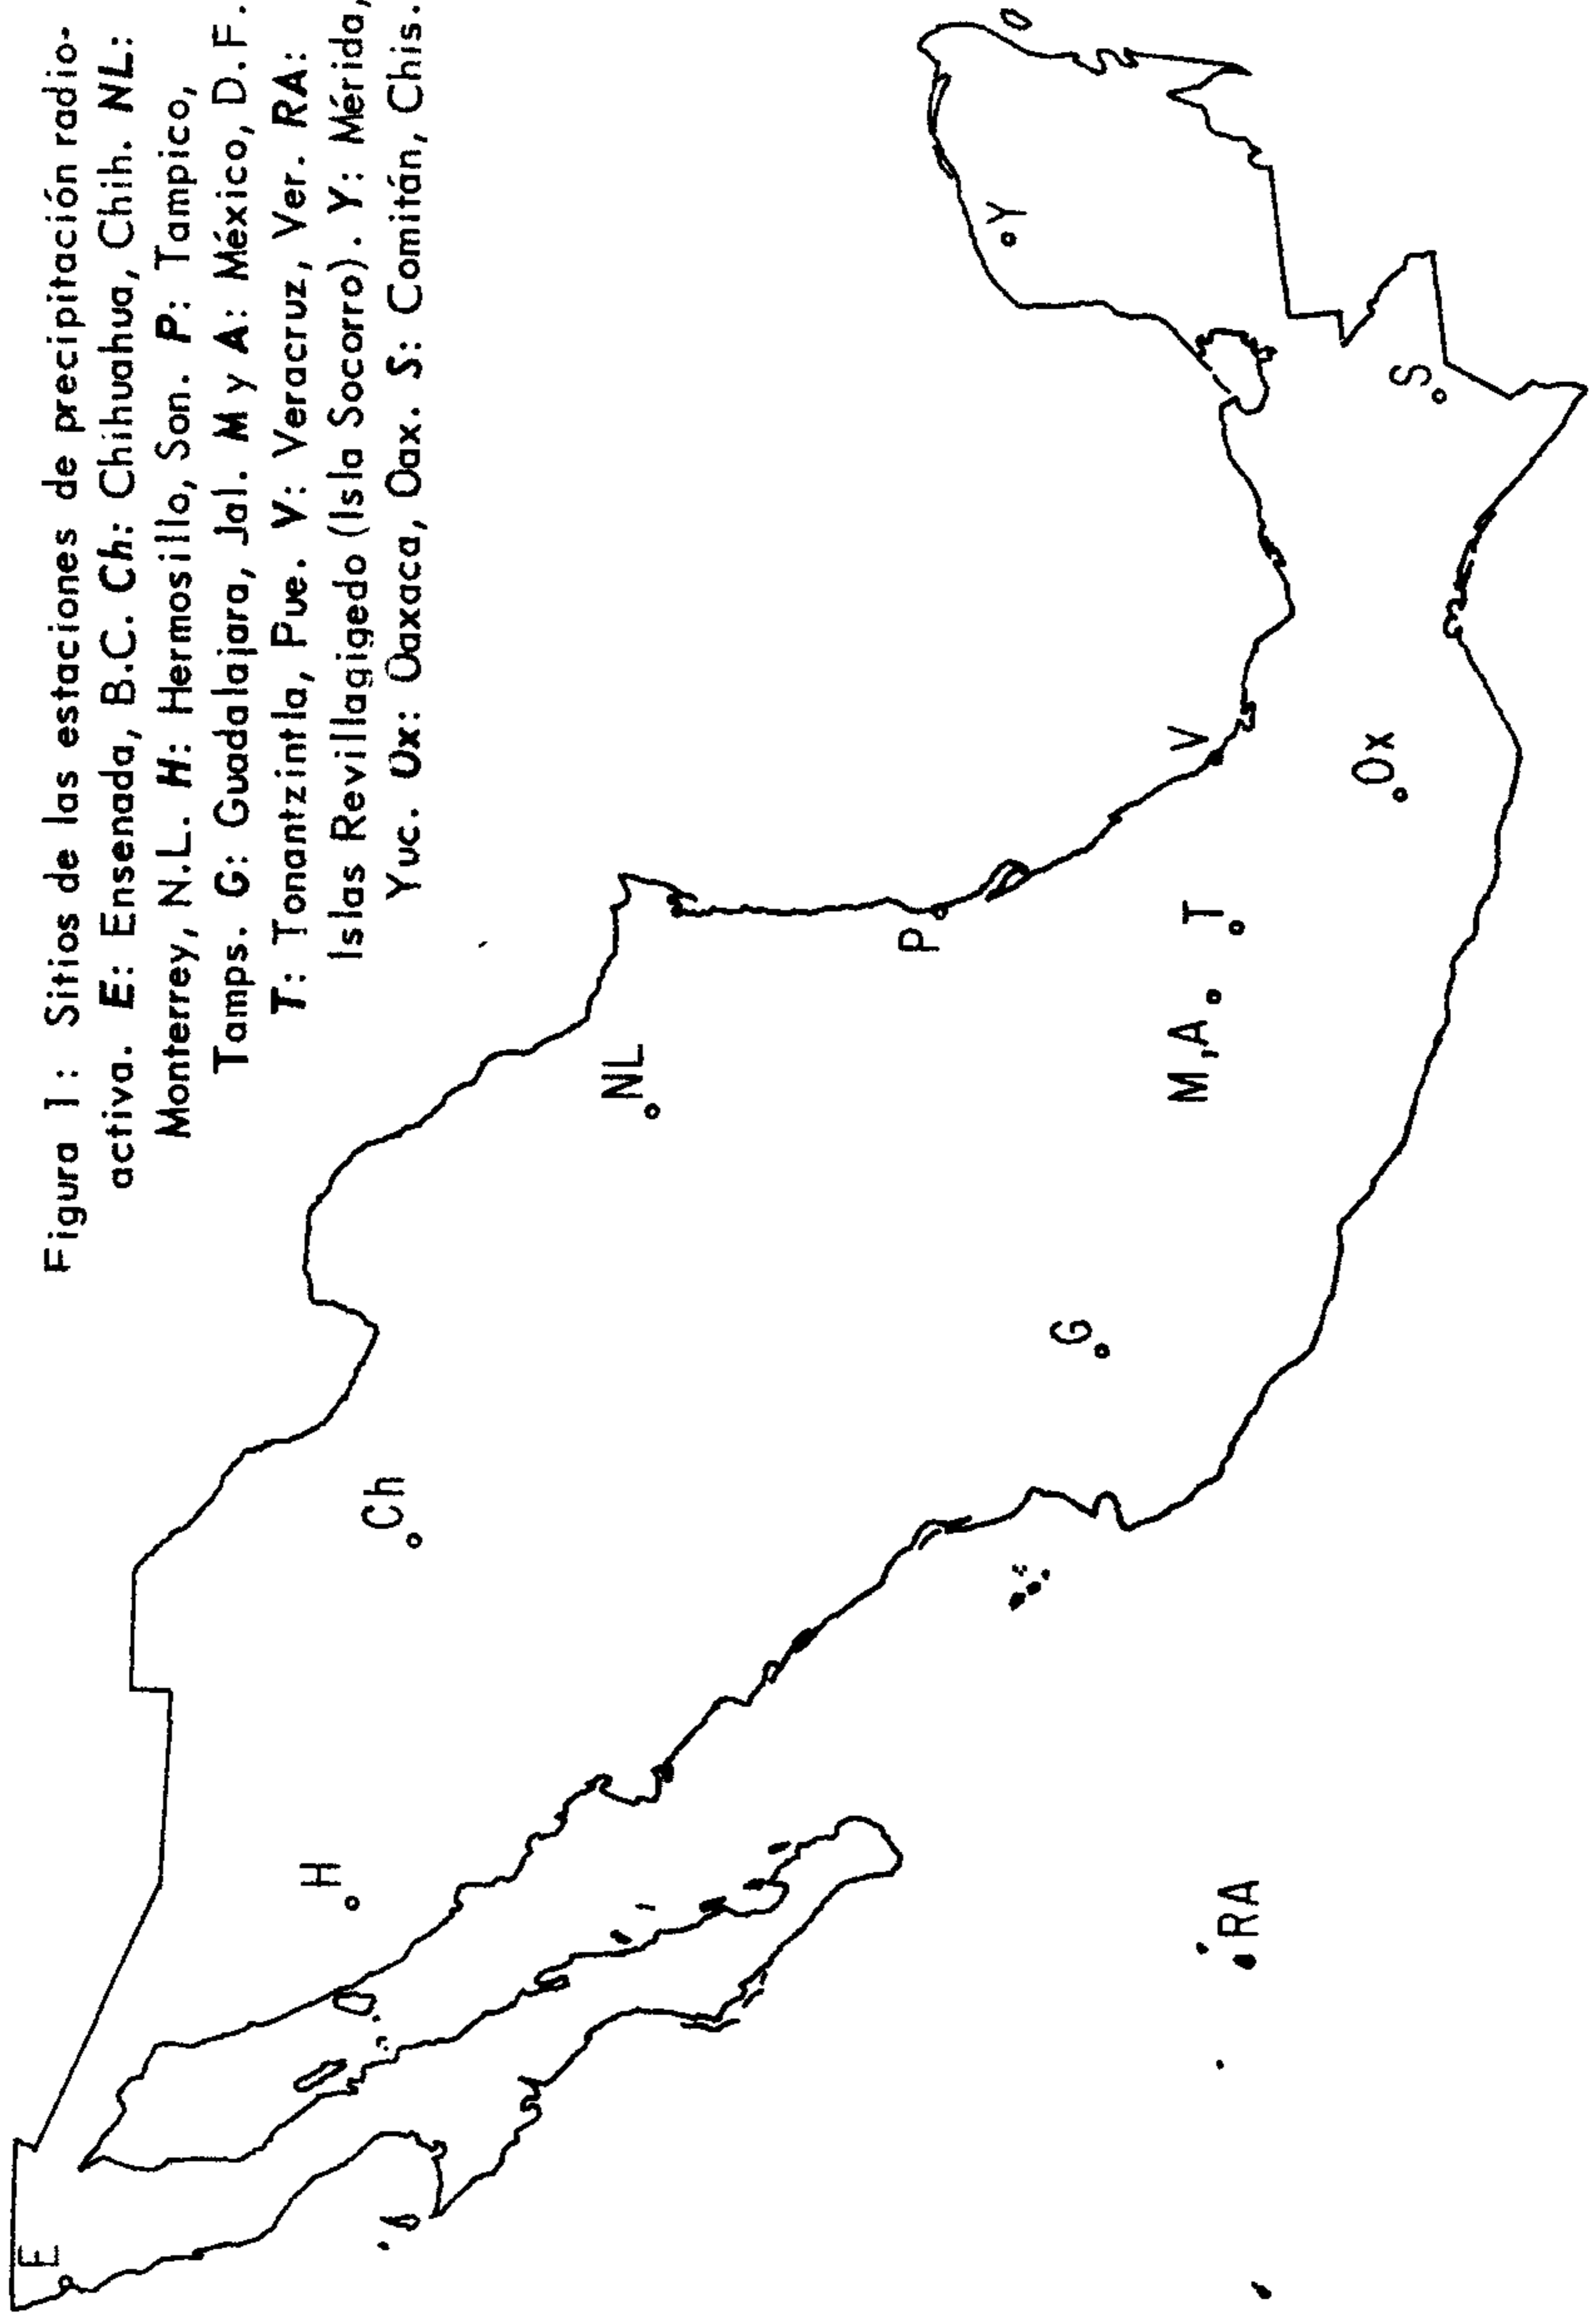 Figura 1: Sitios de las estaciones de precipitación radio-
activa. E: Ensenada, B.C. Ch: Chihuahua, Chih. NL:
Monterrey, N.L. H: Hermosillo, Son. P: Tampico,
Tamps. G: Guadalajara, Jal. M y A: México, D.F.
T: Tonantzintla, Pue. V: Veracruz, Ver. RA:
Islas Revillagigedo (Isla Socorro). Y: Mérida,
Yuc. Ox: Oaxaca, Oax. S: Comitán, Chis.
E
H
Ch
NL
P
G
M,A
T
V
Y
Ox
S
RA